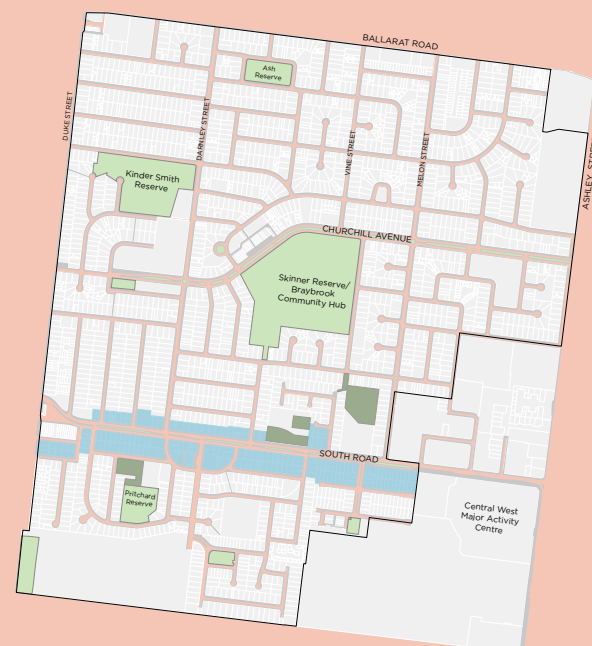 BALLARAT ROAD
Ash
Reserve
DUKE STREET
DARNLEY STREET
VINE STREET
MELON STREET
ASHLEY
Kinder Smith
Reserve
CHURCHILL AVENUE
Skinner Reserve/
Braybrook
Community Hub
SOUTH ROAD
Pritchard
Reserve
Central West
Major Activity
Centre